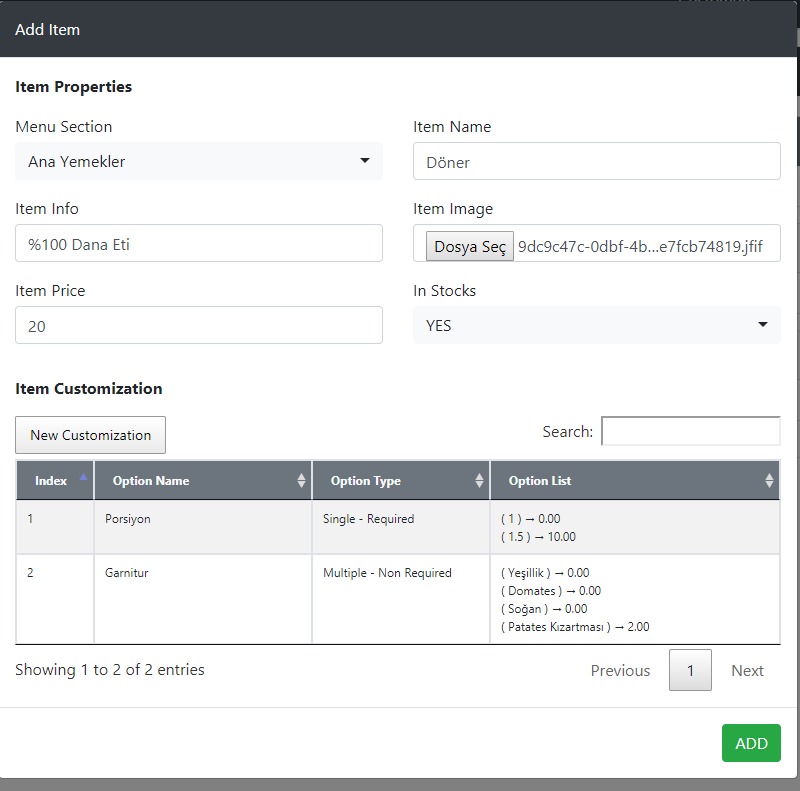 Add Item
Item Properties
Menu Section
Item Name
Ana Yemekler
Döner
Item Info
Item Image
%100 Dana Eti
Dosya Seç 9dc9c47c-0dbf-4b...e7fcb74819.jfif
Item Price
In Stocks
20
YES
Item Customization
New Customization
Search:
Index Option Name Option Type Option List
1 Porsiyon Single - Required ( 1 ) → 0.00
( 1.5 ) → 10.00
2 Garnitur Multiple - Non Required ( Yeşillik ) → 0.00
( Domates ) → 0.00
( Soğan ) → 0.00
( Patates Kızartması ) → 2.00
Showing 1 to 2 of 2 entries
Previous 1 Next
ADD